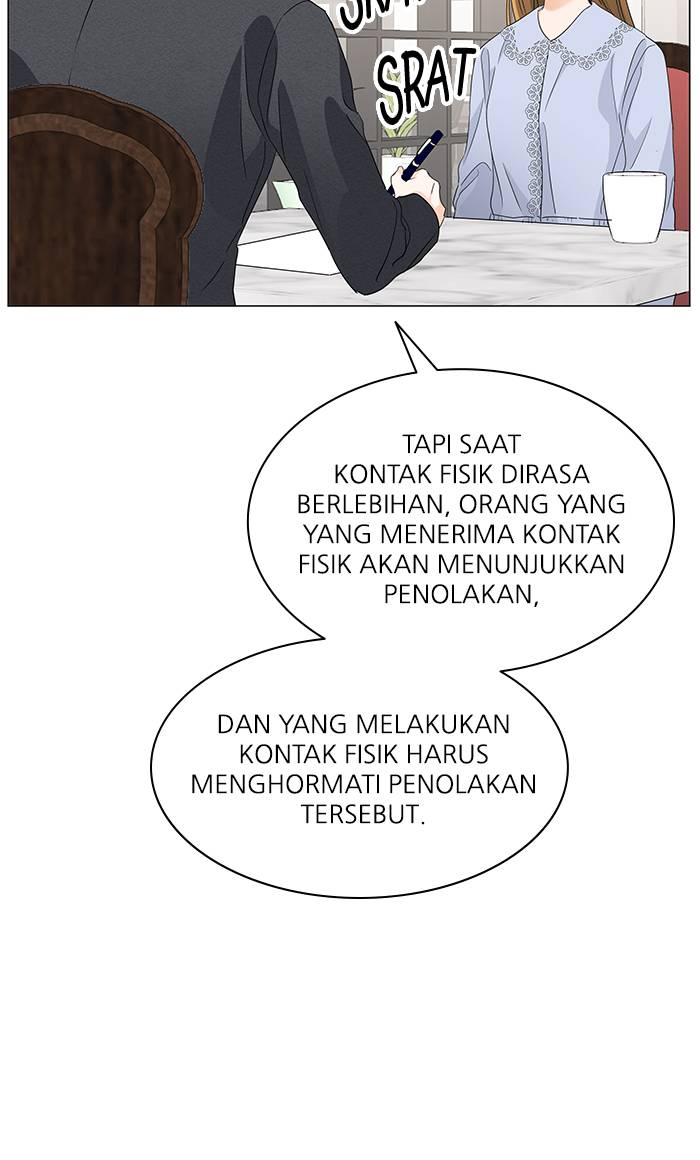 SRAT
TAPI SAAT
KONTAK FISIK DIRASA
BERLEBIHAN, ORANG YANG
YANG MENERIMA KONTAK
FISIK AKAN MENUNJUKKAN
PENOLAKAN,
DAN YANG MELAKUKAN
KONTAK FISIK HARUS
MENGHORMATI PENOLAKAN
TERSEBUT.